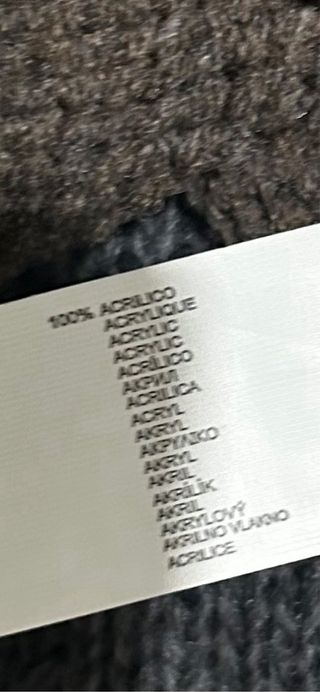 100% ACRILICO
ACRYLIQUE
ACRYLIC
ACRYLIC
ACRÍLICO
АКРИЛ
ACRILICA
ACRYL
AKRYL
ΑΚΡΥΛΙΚΟ
AKRYL
AKRIL
AKRİLİK
AKRIL
AKRYLOVÝ
AKRILNO VLAKNO
ACRILICE